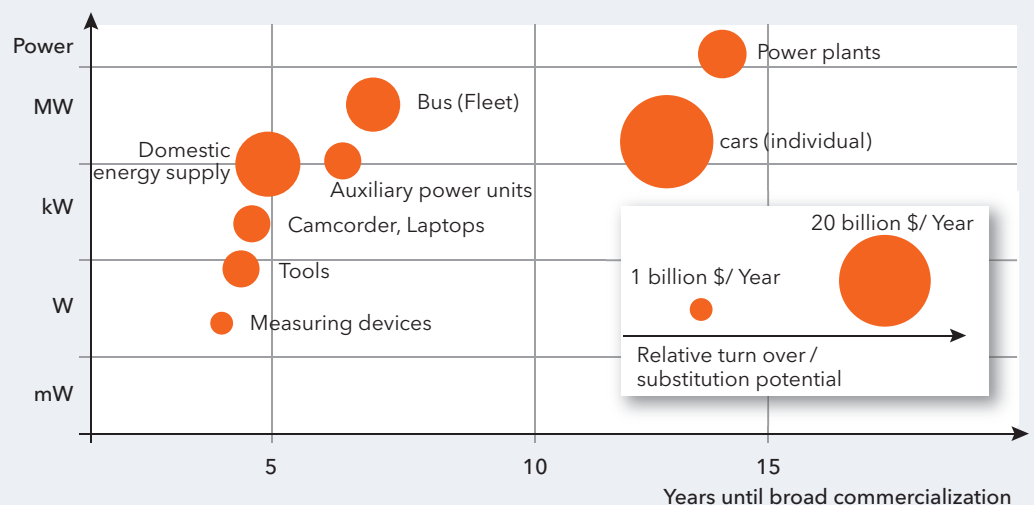 Power
Power plants
MW
Bus (Fleet)
cars (individual)
Domestic
energy supply
Auxiliary power units
kW
Camcorder, Laptops
20 billion $/ Year
Tools
1 billion $/ Year
W
Measuring devices
Relative turn over /
substitution potential
mW
5
10
15
Years until broad commercialization